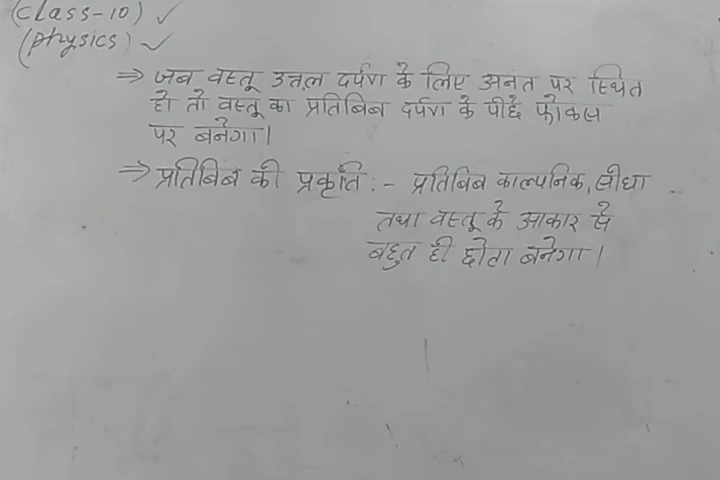 (Class-10) ✓
(Physics) ✓
⇒ जब वस्तू उत्तल दर्पण के लिए अनंत पर स्थित
हो तो वस्तू का प्रतिबिंब दर्पण के पीछे फोकस
पर बनेगा।
⇒ प्रतिबिंब की प्रकृति :- प्रतिबिंब काल्पनिक, सीधा
तथा वस्तू के आकार से
बहुत ही छोटा बनेगा।